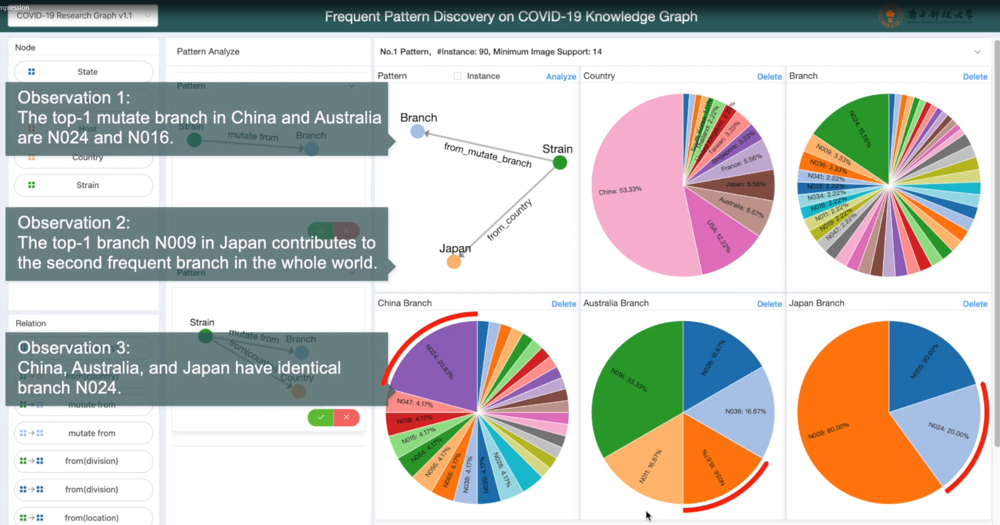 mpression
COVID-19 Research Graph v1.1
Frequent Pattern Discovery on COVID-19 Knowledge Graph
南方科技大学
Node
State
Host
Country
Strain
Observation 1:
The top-1 mutate branch in China and Australia
are N024 and N016.
Observation 2:
The top-1 branch N009 in Japan contributes to
the second frequent branch in the whole world.
Observation 3:
China, Australia, and Japan have identical
branch N024.
Relation
from(country)
mutate from
mutate from
from(division)
from(division)
from(location)
Pattern Analyze
Pattern
Strain
mutate from
Branch
Pattern
Strain
mutate from
Branch
from(country)
Country
No.1 Pattern, #Instance: 90, Minimum Image Support: 14
Pattern
Instance
Analyze
Branch
from_mutate_branch
Strain
from_country
Japan
Country
Delete
South Korea: 1.11%
Thailand: 2.22%
United Kingdom: 2.22%
Taiwan: 3.33%
Singapore: 3.33%
France: 5.56%
Japan: 5.56%
Australia: 6.67%
USA: 12.22%
China: 53.33%
Branch
Delete
N024: 15.56%
N009: 3.33%
N036: 3.33%
N041: 2.22%
N013: 2.22%
N034: 2.22%
N016: 2.22%
N011: 2.22%
N019: 2.22%
N047: 2.22%
China Branch
Delete
N024: 20.83%
N047: 4.17%
N018: 4.17%
N015: 4.17%
N064: 4.17%
N056: 4.17%
N065: 4.17%
N038: 4.17%
N039: 4.17%
N028: 4.17%
Australia Branch
Delete
N016: 33.33%
N026: 16.67%
N036: 16.67%
N024: 16.67%
N011: 16.67%
Japan Branch
Delete
N055: 20.00%
N024: 20.00%
N009: 60.00%